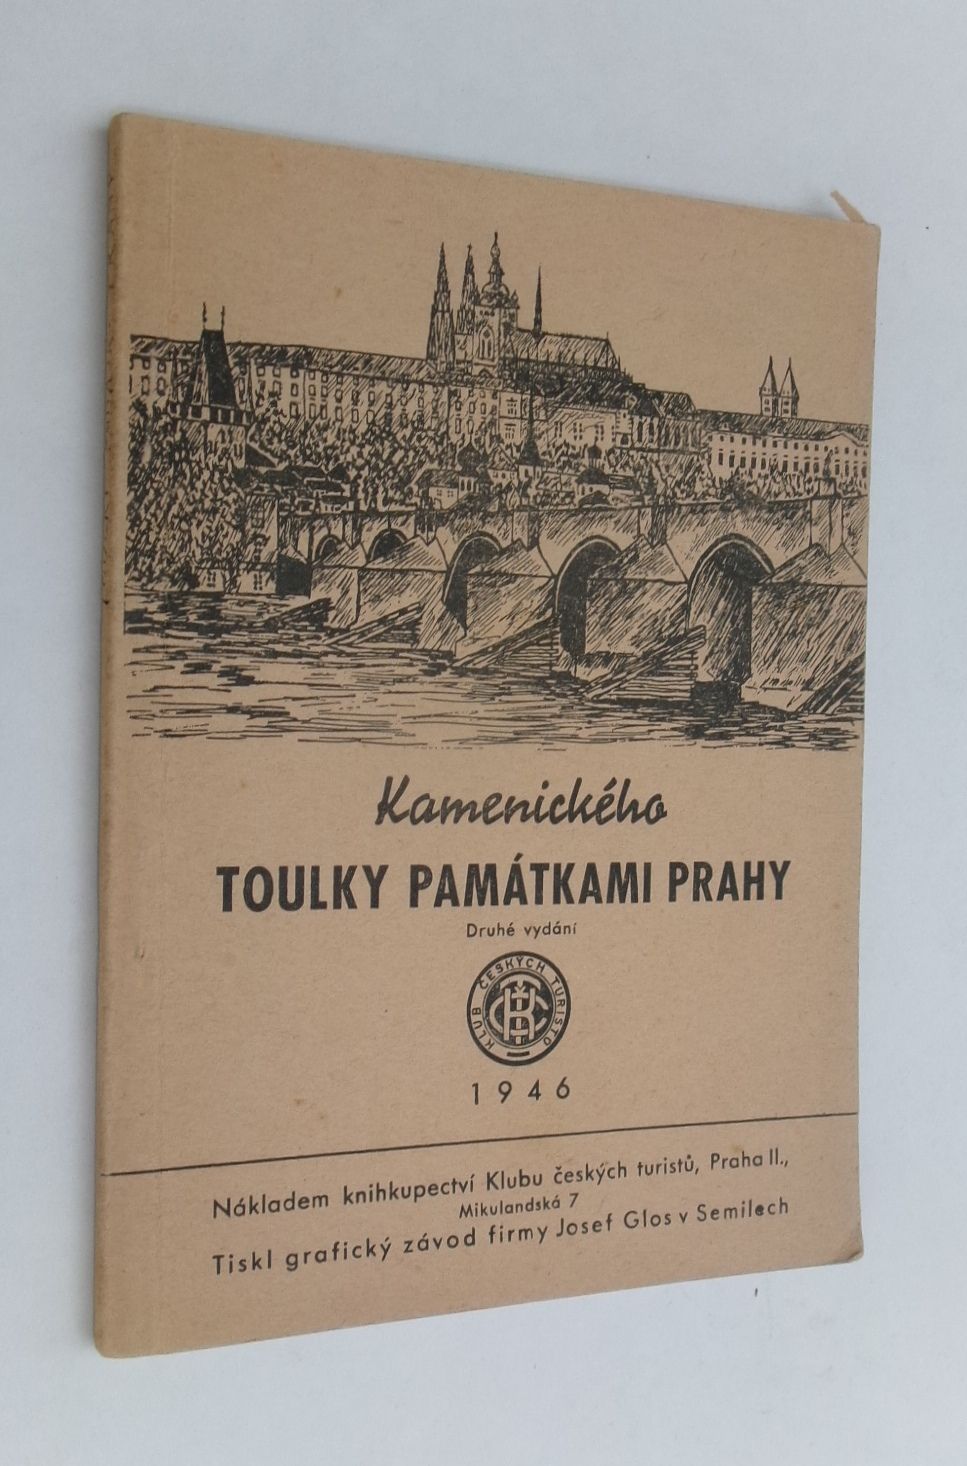 Kamenického
TOULKY PAMÁTKAMI PRAHY
Druhé vydání
KLUB ČESKÝCH TURISTŮ
KČT
1946
Nákladem knihkupectví Klubu českých turistů, Praha II.,
Mikulandská 7
Tiskl grafický závod firmy Josef Glos v Semilech